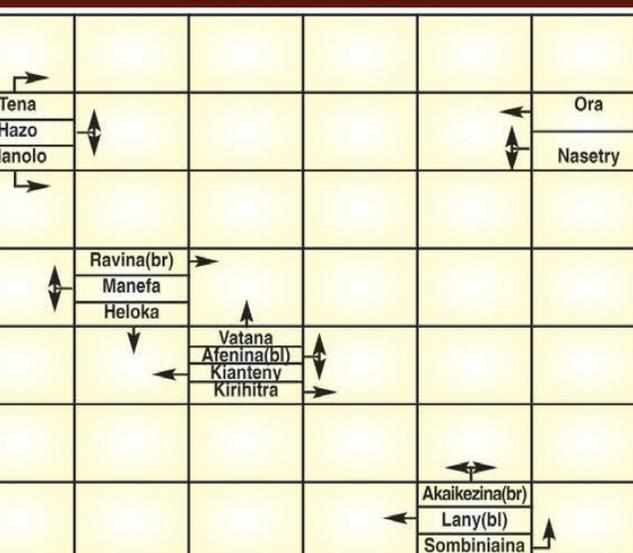 Tena
Hazo
Ora
Nasetry
Ravina(br)
Manefa
Heloka
Vatana
Afenina(bl)
Kianteny
Kirihitra
Akaikezina(br)
Lany(bl)
Sombiniaina